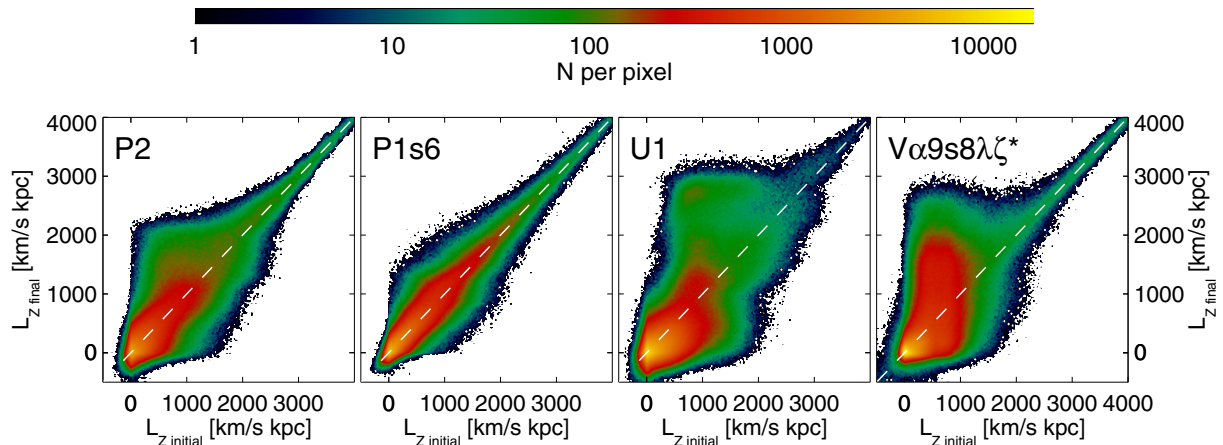 1 10 100 1000 10000
N per pixel
P2 P1s6 U1 Vα9s8λζ*
4000 4000
3000 3000
2000 2000
1000 1000
0 0
L_Z final [km/s kpc] L_Z final [km/s kpc]
0 1000 2000 3000 0 1000 2000 3000 0 1000 2000 3000 0 1000 2000 3000 4000
L_Z initial [km/s kpc] L_Z initial [km/s kpc] L_Z initial [km/s kpc] L_Z initial [km/s kpc]